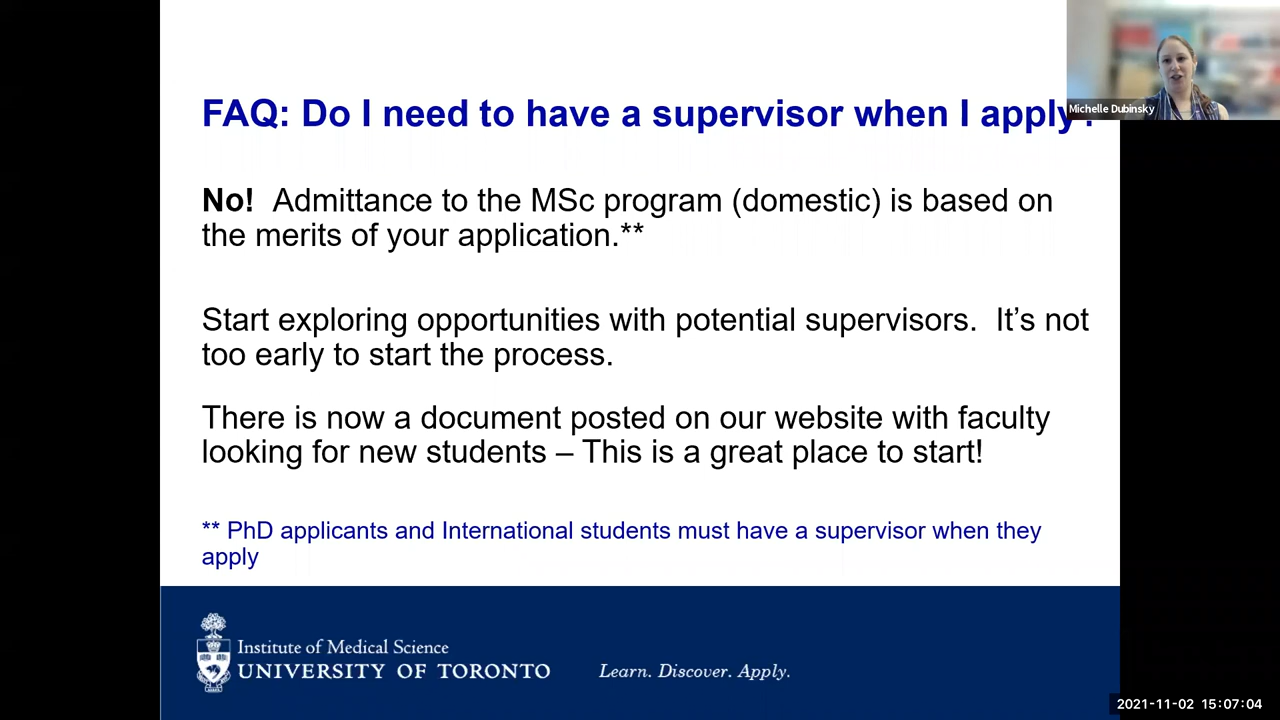 FAQ: Do I need to have a supervisor when I apply?
Michelle Dubinsky
No!  Admittance to the MSc program (domestic) is based on
the merits of your application.**
Start exploring opportunities with potential supervisors.  It’s not
too early to start the process.
There is now a document posted on our website with faculty
looking for new students – This is a great place to start!
** PhD applicants and International students must have a supervisor when they
apply
Institute of Medical Science
UNIVERSITY OF TORONTO
Learn. Discover. Apply.
2021-11-02 15:07:04